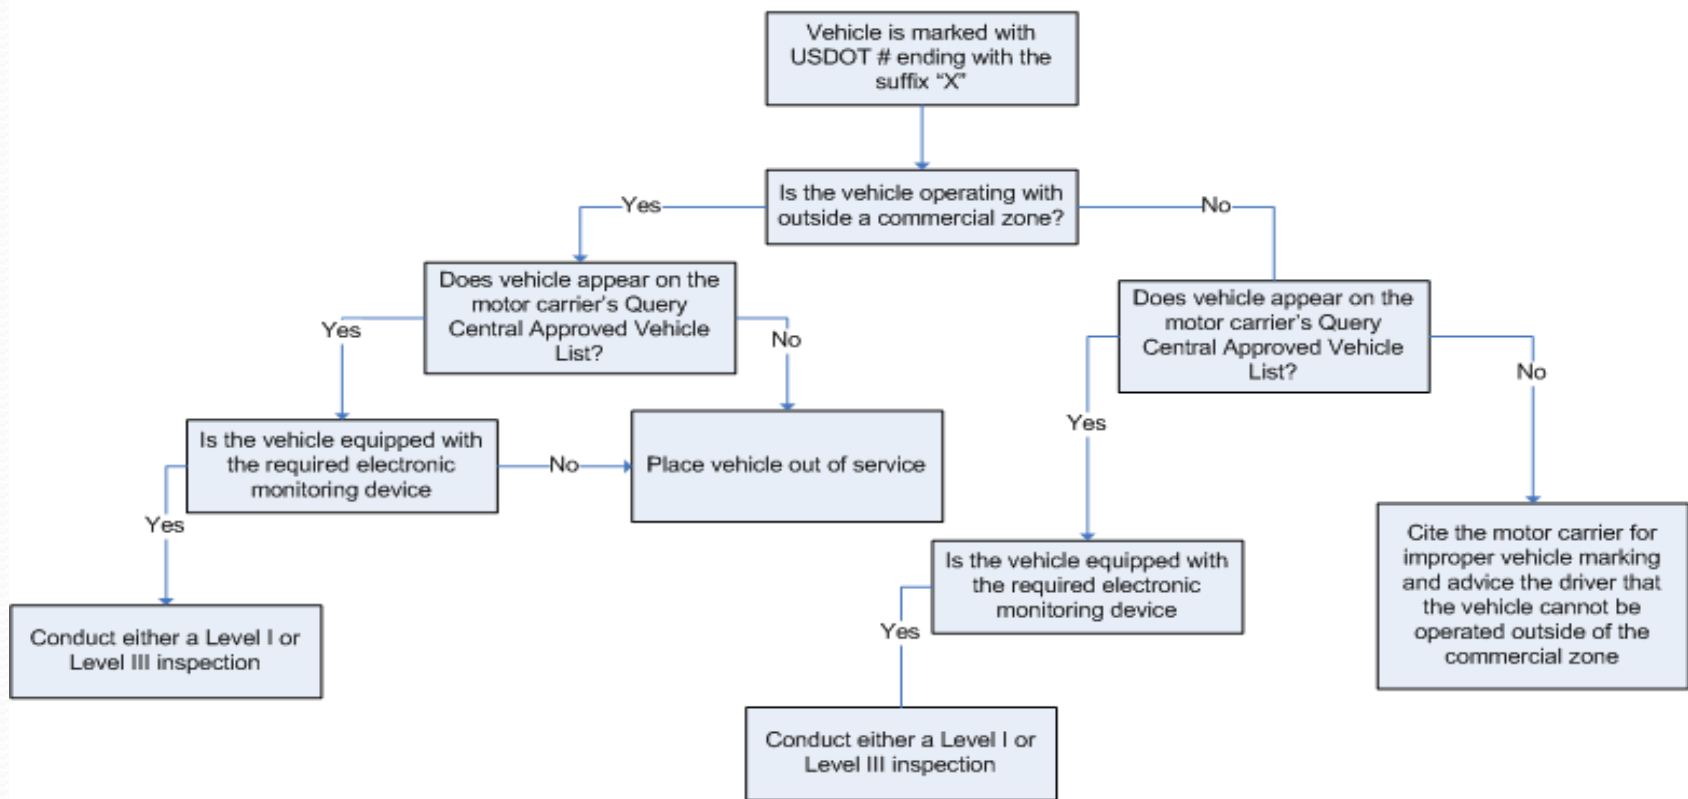 Vehicle is marked with
USDOT # ending with the
suffix “X”
Is the vehicle operating with
outside a commercial zone?
Yes
No
Does vehicle appear on the
motor carrier’s Query
Central Approved Vehicle
List?
Does vehicle appear on the
motor carrier’s Query
Central Approved Vehicle
List?
Yes
No
Yes
No
Is the vehicle equipped with
the required electronic
monitoring device
No
Place vehicle out of service
Yes
Is the vehicle equipped with
the required electronic
monitoring device
Cite the motor carrier for
improper vehicle marking
and advice the driver that
the vehicle cannot be
operated outside of the
commercial zone
Conduct either a Level I or
Level III inspection
Yes
Conduct either a Level I or
Level III inspection